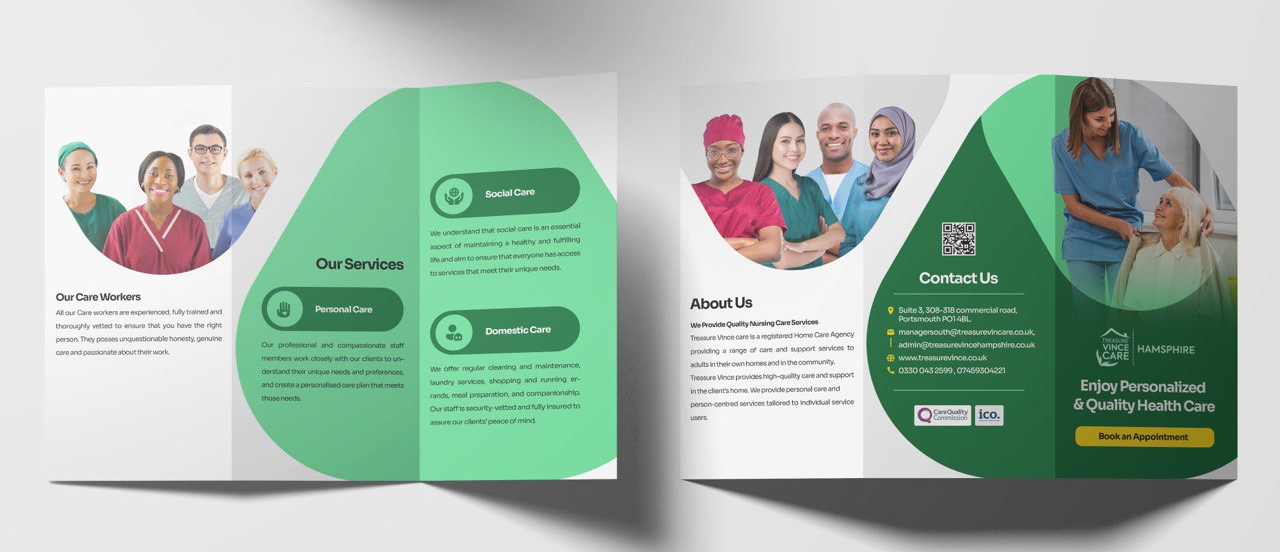 Our Care Workers
All our Care workers are experienced, fully trained and
thoroughly vetted to ensure that you have the right
person. They posses unquestionable honesty, genuine
care and passionate about their work.
Our Services
Personal Care
Our professional and compassionate staff
members work closely with our clients to un-
derstand their unique needs and preferences,
and create a personalised care plan that meets
those needs.
Social Care
We understand that social care is an essential
aspect of maintaining a healthy and fulfilling
life and aim to ensure that everyone has access
to services that meet their unique needs.
Domestic Care
We offer regular cleaning and maintenance,
laundry services, shopping and running er-
rands, meal preparation, and companionship.
Our staff is security-vetted and fully insured to
assure our clients' peace of mind.
About Us
We Provide Quality Nursing Care Services
Treasure Vince care is a registered Home Care Agency
providing a range of care and support services to
adults in their own homes and in the community.
Treasure Vince provides high-quality care and support
in the client's home. We provide personal care and
person-centred services tailored to individual service
users.
Contact Us
Suite 3, 308-318 commercial road,
Portsmouth PO1 4BL.
managersouth@treasurevincare.co.uk,
admin@treasurevincehampshire.co.uk
www.treasurevince.co.uk
0330 043 2599 , 07459304221
CareQuality
Commission
ico.
TREASURE
VINCE
CARE
HAMSPHIRE
Enjoy Personalized
& Quality Health Care
Book an Appointment